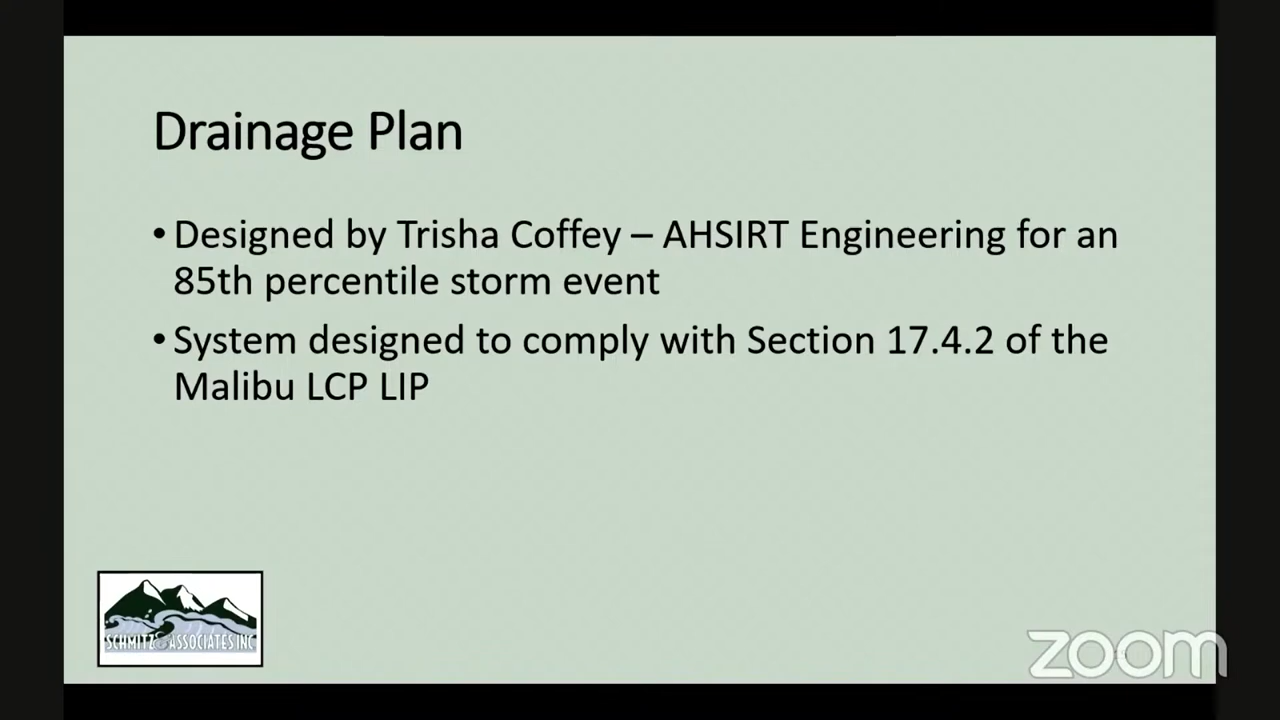 Drainage Plan
• Designed by Trisha Coffey – AHSIRT Engineering for an
85th percentile storm event
• System designed to comply with Section 17.4.2 of the
Malibu LCP LIP
SCHMITZ & ASSOCIATES INC
zoom